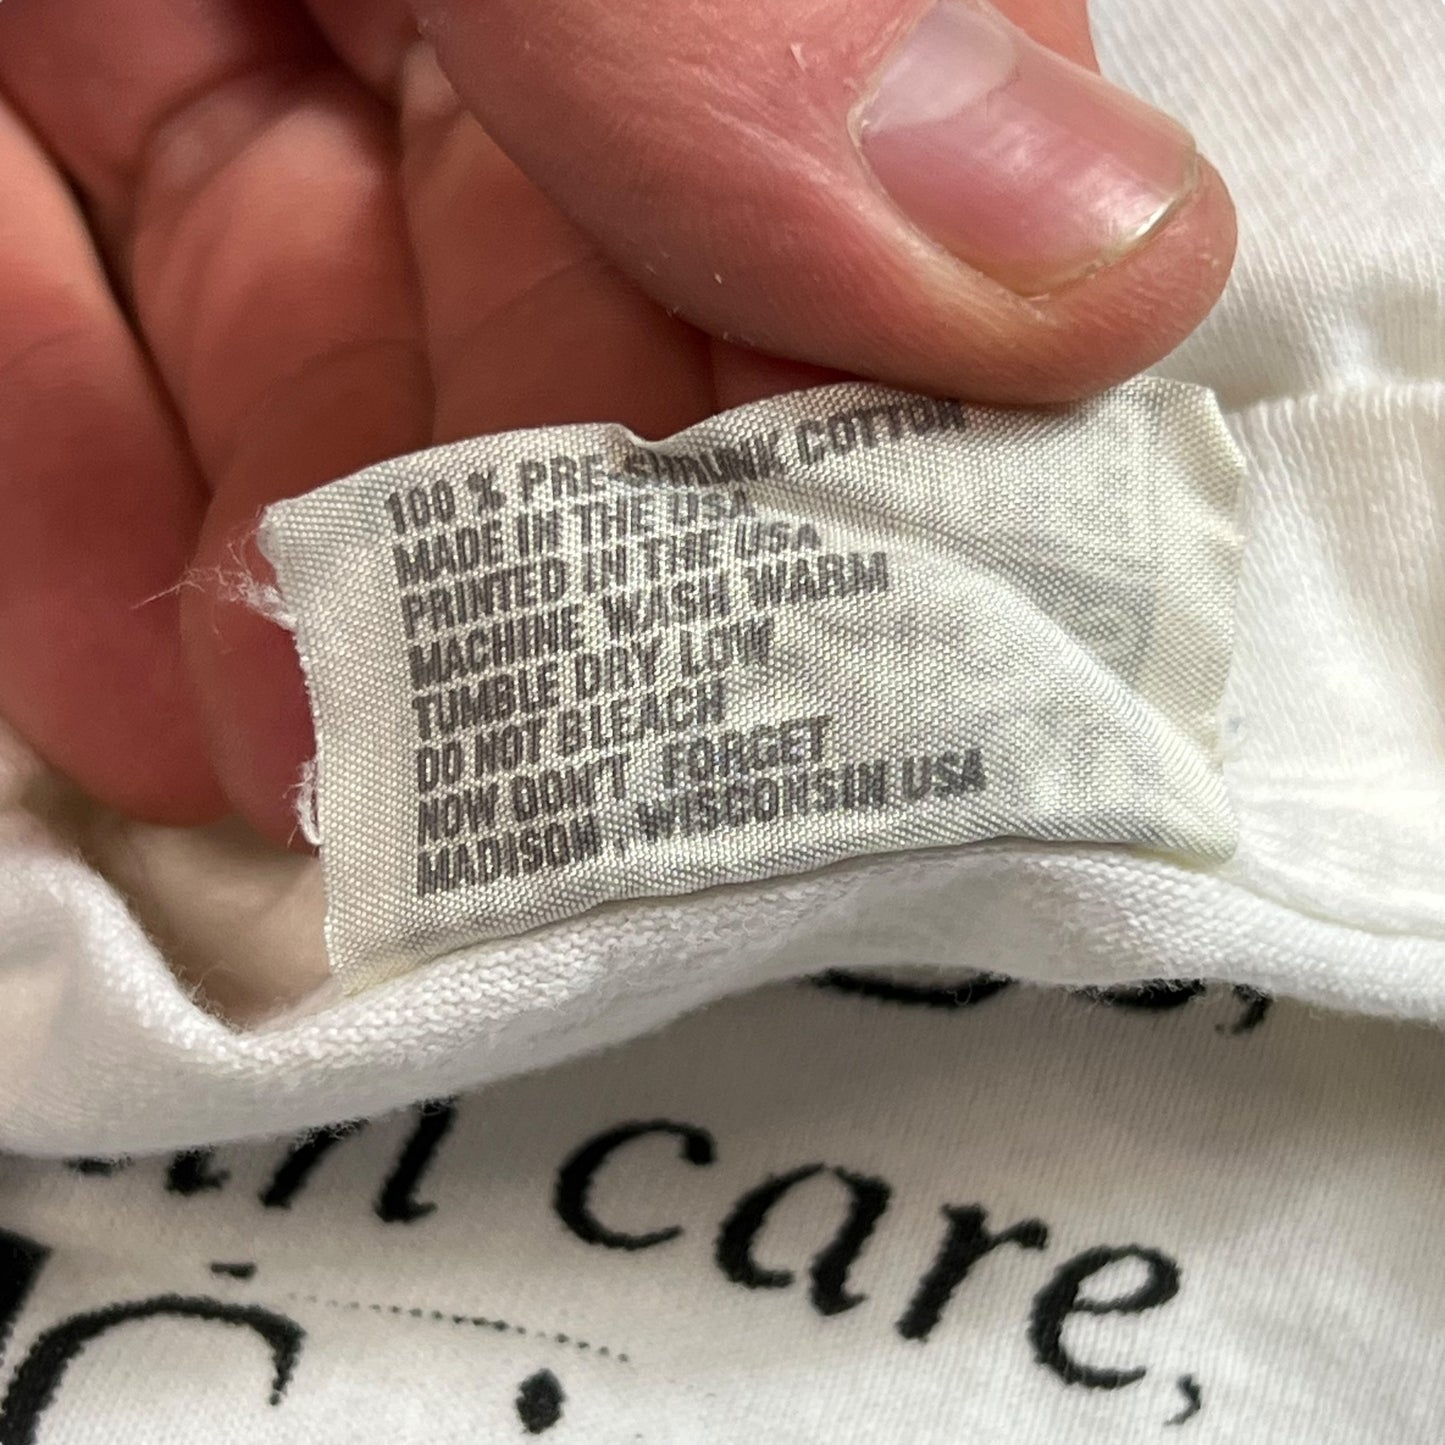 100 % PRE-SHRUNK COTTON
MADE IN THE USA
PRINTED IN THE USA
MACHINE WASH WARM
TUMBLE DRY LOW
DO NOT BLEACH
NOW DON'T FORGET
MADISON, WISCONSIN USA
care,